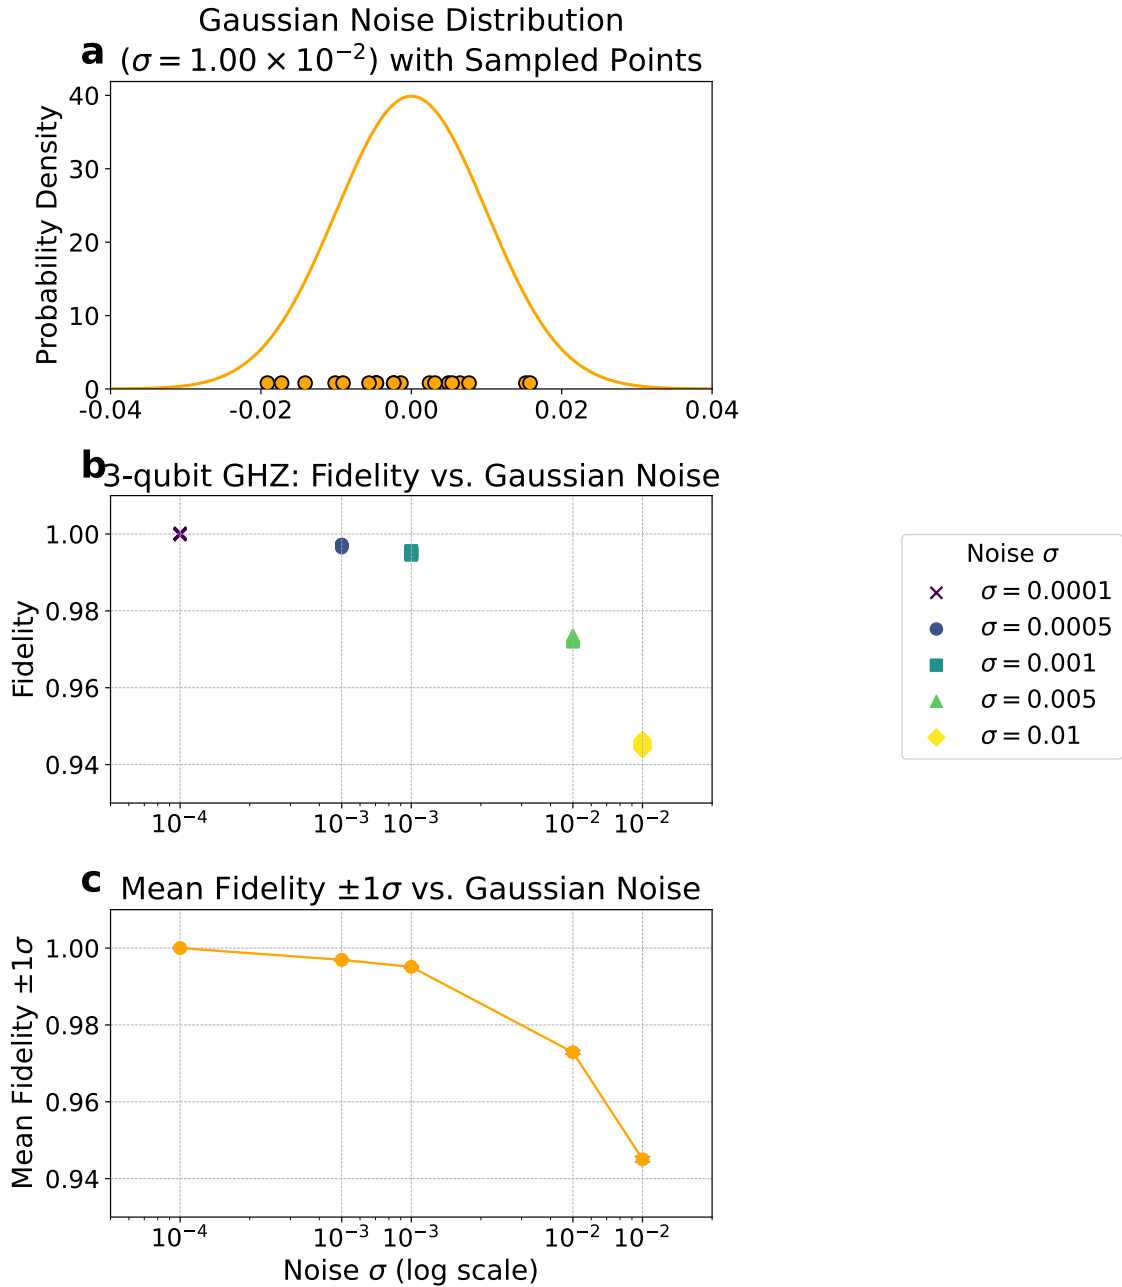 Gaussian Noise Distribution
a (σ = 1.00 × 10⁻²) with Sampled Points
Probability Density
40
30
20
10
0
-0.04 -0.02 0.00 0.02 0.04
b
3-qubit GHZ: Fidelity vs. Gaussian Noise
Fidelity
1.00
0.98
0.96
0.94
10⁻⁴ 10⁻³ 10⁻³ 10⁻² 10⁻²
Noise σ
σ = 0.0001
σ = 0.0005
σ = 0.001
σ = 0.005
σ = 0.01
c
Mean Fidelity ±1σ vs. Gaussian Noise
Mean Fidelity ±1σ
1.00
0.98
0.96
0.94
10⁻⁴ 10⁻³ 10⁻³ 10⁻² 10⁻²
Noise σ (log scale)